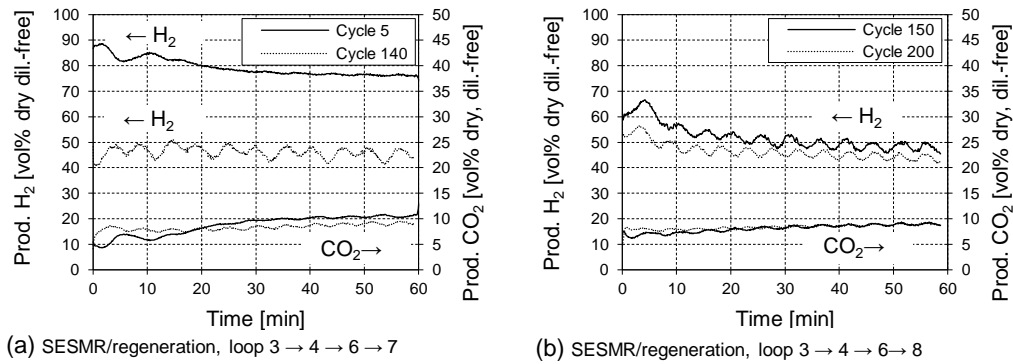 Prod. H2 [vol% dry dil.-free]
100
90
80
70
60
50
40
30
20
10
0
← H2
← H2
CO2→
Cycle 5
Cycle 140
50
45
40
35
30
25
20
15
10
5
0
Prod. CO2 [vol% dry, dil.-free]
0 10 20 30 40 50 60
Time [min]
(a) SESMR/regeneration, loop 3 → 4 → 6 → 7
Prod. H2 [vol% dry dil.-free]
100
90
80
70
60
50
40
30
20
10
0
Cycle 150
Cycle 200
← H2
CO2→
50
45
40
35
30
25
20
15
10
5
0
Prod. CO2 [vol% dry, dil.-free]
0 10 20 30 40 50 60
Time [min]
(b) SESMR/regeneration, loop 3 → 4 → 6→ 8